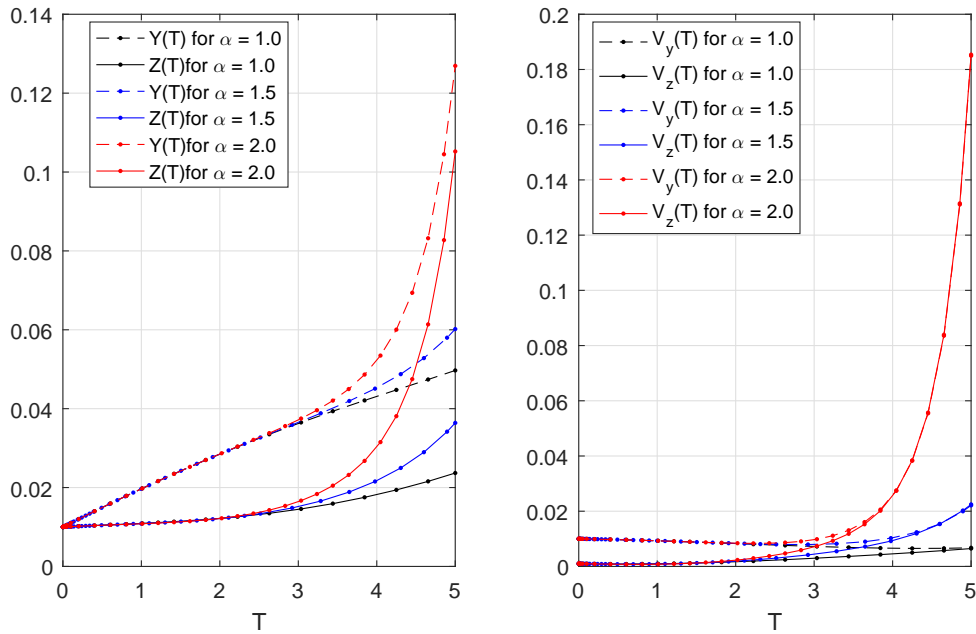 0.14
0.12
0.1
0.08
0.06
0.04
0.02
0
0 1 2 3 4 5
T
Y(T) for α = 1.0
Z(T)for α = 1.0
Y(T)for α = 1.5
Z(T)for α = 1.5
Y(T)for α = 2.0
Z(T)for α = 2.0
0.2
0.18
0.16
0.14
0.12
0.1
0.08
0.06
0.04
0.02
0
0 1 2 3 4 5
T
V_y(T) for α = 1.0
V_z(T) for α = 1.0
V_y(T) for α = 1.5
V_z(T) for α = 1.5
V_y(T) for α = 2.0
V_z(T) for α = 2.0